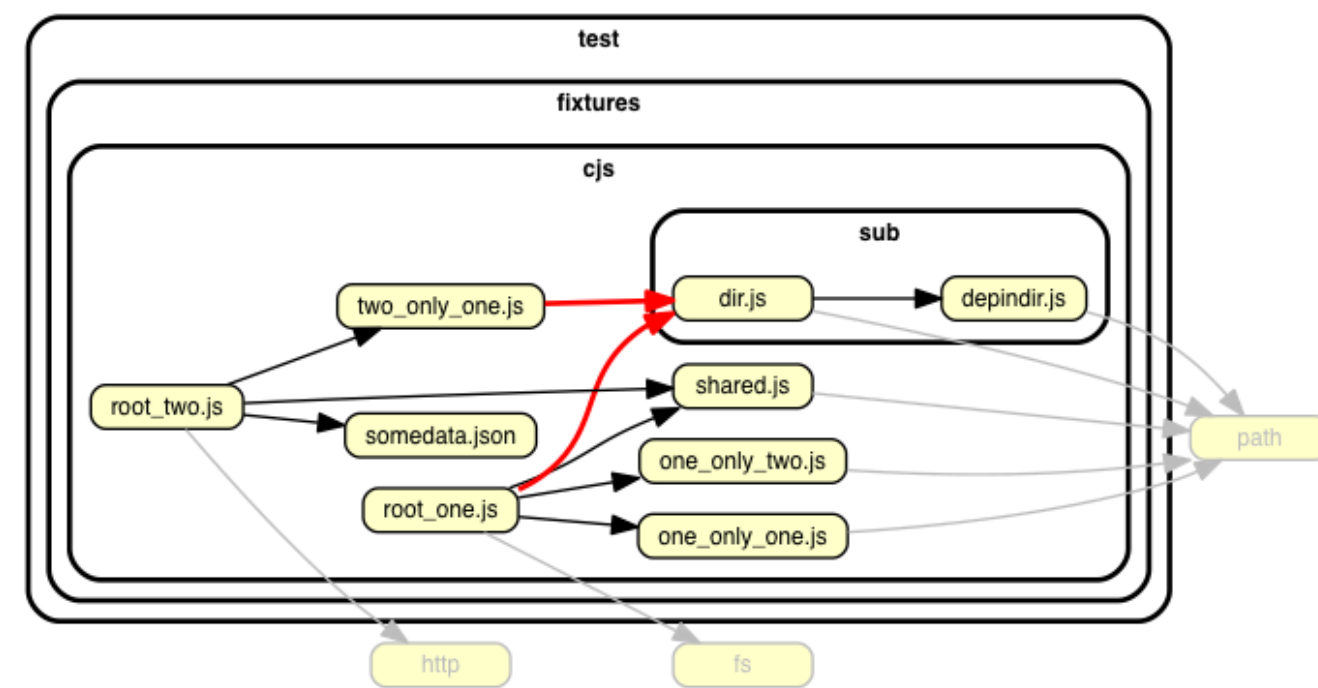 test
fixtures
cjs
sub
two_only_one.js
dir.js
depindir.js
root_two.js
shared.js
somedata.json
one_only_two.js
path
root_one.js
one_only_one.js
http
fs